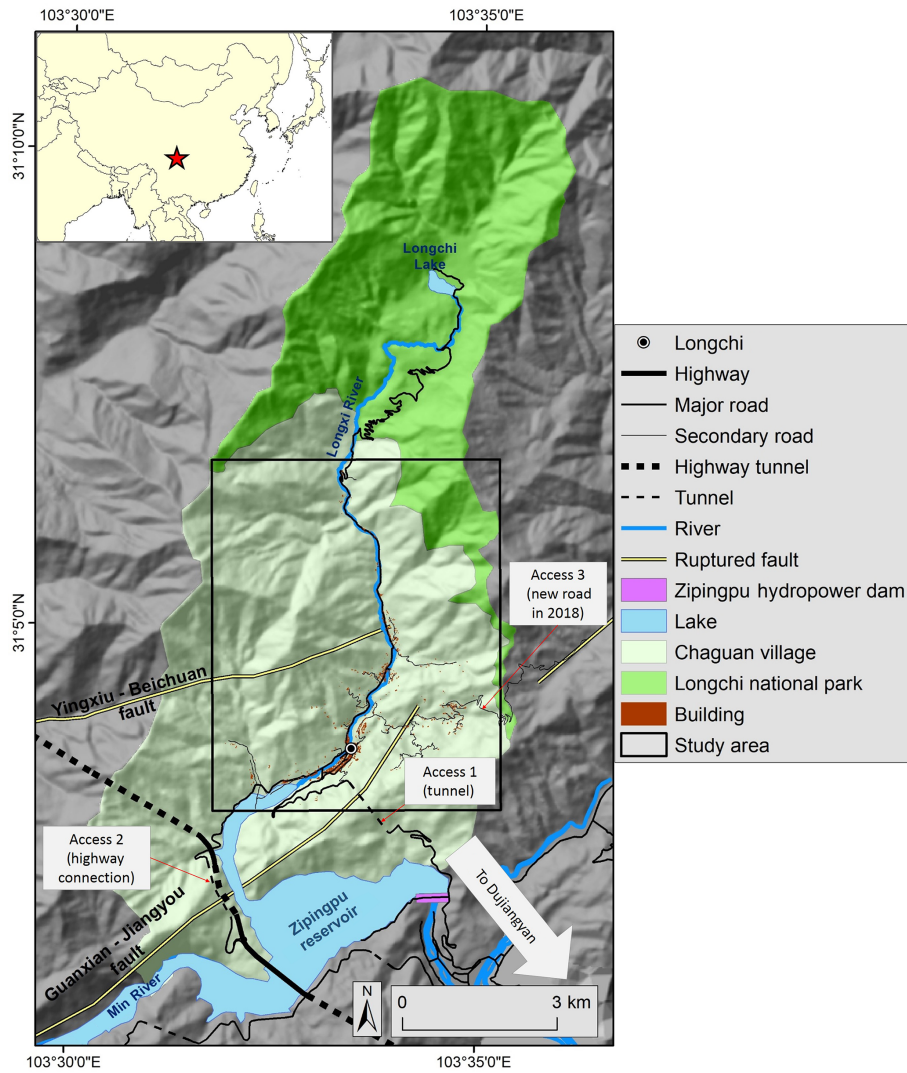 103°30'0"E
103°35'0"E
31°10'0"N
Longchi
Lake
Longxi River
Longchi
Highway
Major road
Secondary road
Highway tunnel
Tunnel
River
Ruptured fault
Zipingpu hydropower dam
Lake
Chaguan village
Longchi national park
Building
Study area
Access 3
(new road
in 2018)
31°5'0"N
Yingxiu - Beichuan
fault
Access 1
(tunnel)
Access 2
(highway
connection)
To Dujiangyan
Zipingpu
reservoir
Guanxian - Jiangyou
fault
Min River
N
0
3 km
103°30'0"E
103°35'0"E